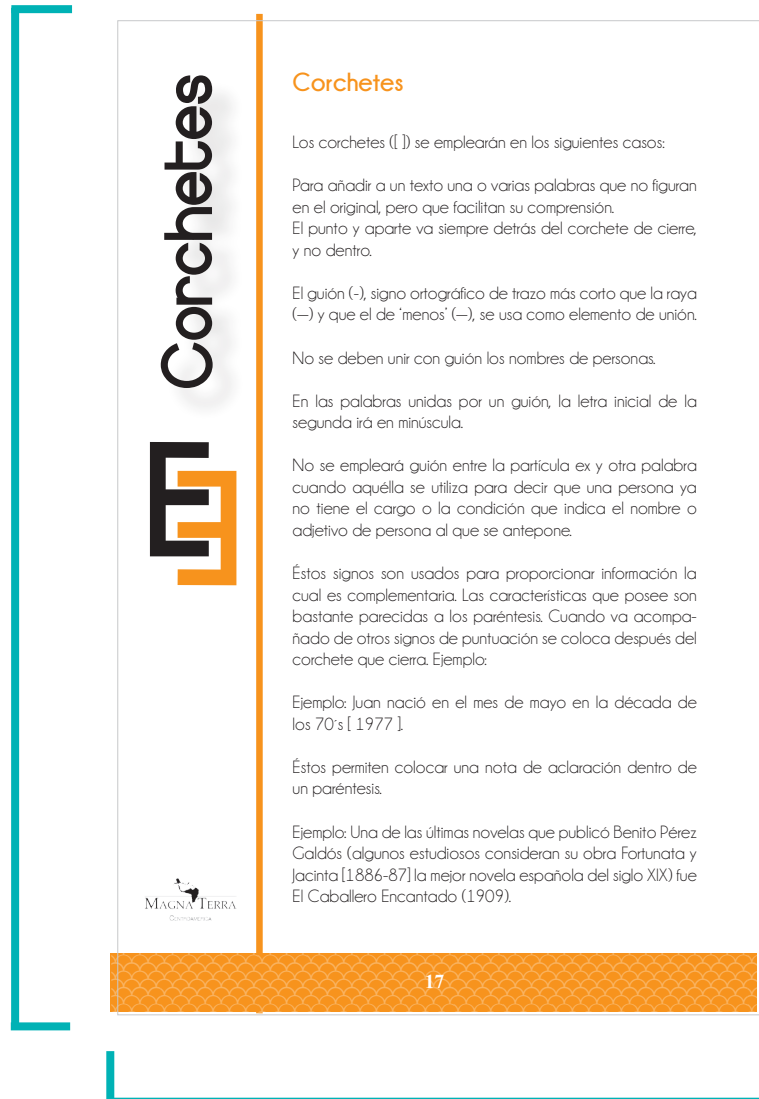 Corchetes
Corchetes
Los corchetes ([ ]) se emplearán en los siguientes casos:
Para añadir a un texto una o varias palabras que no figuran
en el original, pero que facilitan su comprensión.
El punto y aparte va siempre detrás del corchete de cierre,
y no dentro.
El guión (-), signo ortográfico de trazo más corto que la raya
(—) y que el de ‘menos’ (—), se usa como elemento de unión.
No se deben unir con guión los nombres de personas.
En las palabras unidas por un guión, la letra inicial de la
segunda irá en minúscula.
No se empleará guión entre la partícula ex y otra palabra
cuando aquélla se utiliza para decir que una persona ya
no tiene el cargo o la condición que indica el nombre o
adjetivo de persona al que se antepone.
Éstos signos son usados para proporcionar información la
cual es complementaria. Las características que posee son
bastante parecidas a los paréntesis. Cuando va acompa-
ñado de otros signos de puntuación se coloca después del
corchete que cierra. Ejemplo:
Ejemplo: Juan nació en el mes de mayo en la década de
los 70´s [ 1977 ].
Éstos permiten colocar una nota de aclaración dentro de
un paréntesis.
Ejemplo: Una de las últimas novelas que publicó Benito Pérez
Galdós (algunos estudiosos consideran su obra Fortunata y
Jacinta [1886-87] la mejor novela española del siglo XIX) fue
El Caballero Encantado (1909).
MAGNA TERRA
CENTROAMERICA
17